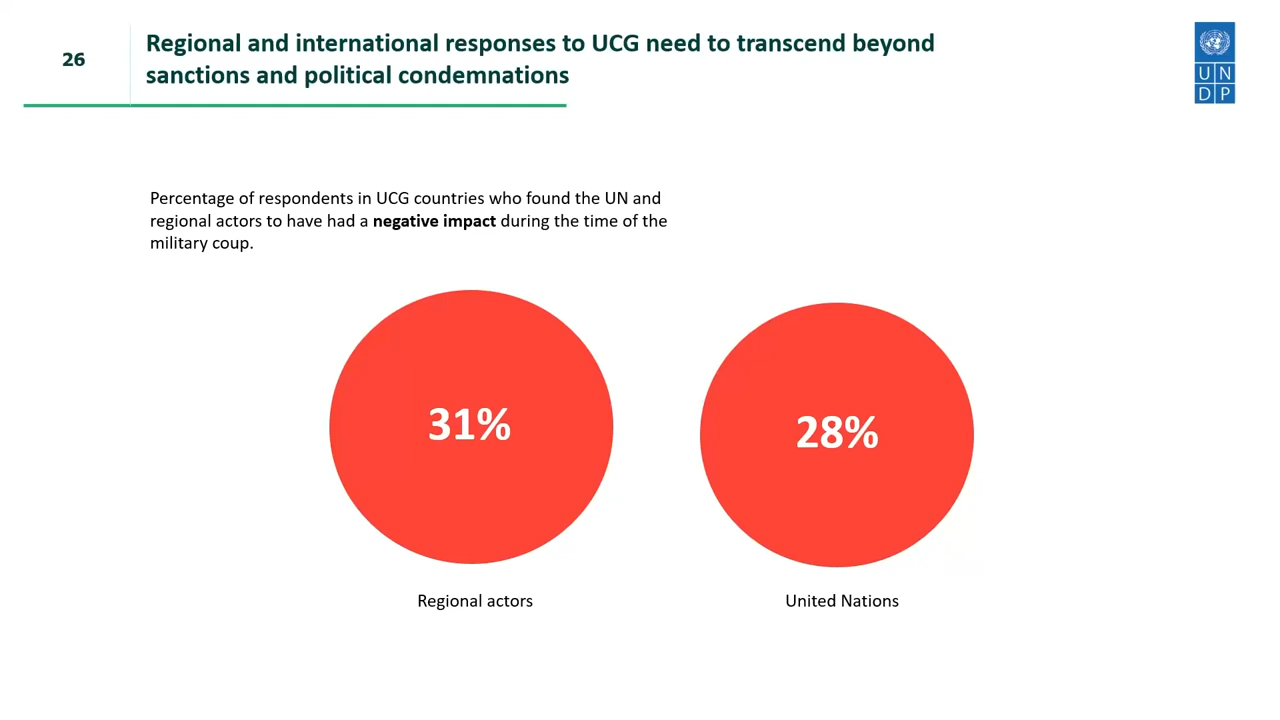 26
Regional and international responses to UCG need to transcend beyond
sanctions and political condemnations
U N
D P
Percentage of respondents in UCG countries who found the UN and
regional actors to have had a negative impact during the time of the
military coup.
31%
28%
Regional actors
United Nations